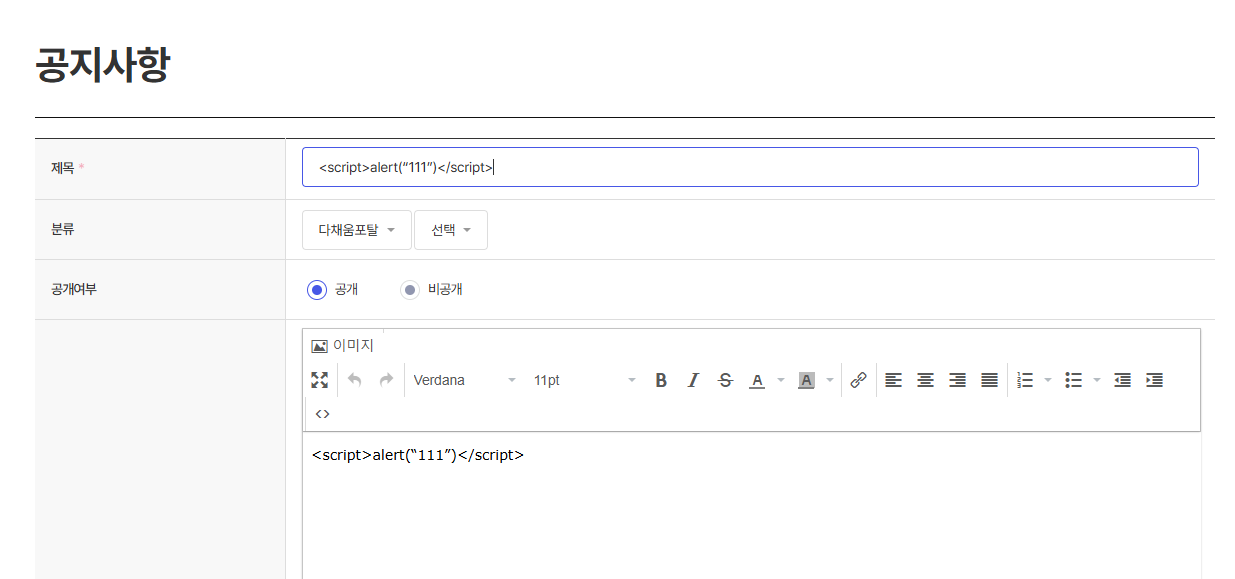 공지사항
제목 *
<script>alert(“111”)</script>
분류
다채움포탈 선택
공개여부
공개 비공개
이미지
Verdana 11pt B I S A A
<>
<script>alert(“111”)</script>